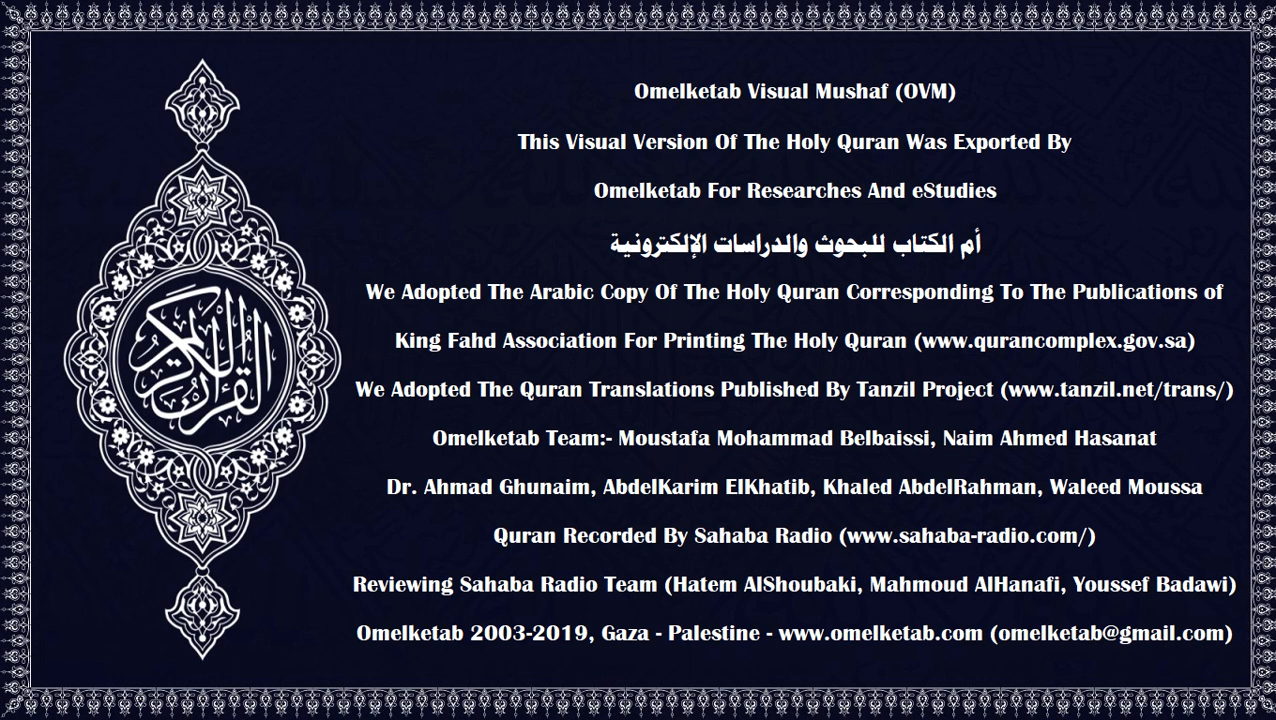 Omelketab Visual Mushaf (OVM)
This Visual Version Of The Holy Quran Was Exported By
Omelketab For Researches And eStudies
أم الكتاب للبحوث والدراسات الإلكترونية
We Adopted The Arabic Copy Of The Holy Quran Corresponding To The Publications of
King Fahd Association For Printing The Holy Quran (www.qurancomplex.gov.sa)
We Adopted The Quran Translations Published By Tanzil Project (www.tanzil.net/trans/)
Omelketab Team:- Moustafa Mohammad Belbaissi, Naim Ahmed Hasanat
Dr. Ahmad Ghunaim, AbdelKarim ElKhatib, Khaled AbdelRahman, Waleed Moussa
Quran Recorded By Sahaba Radio (www.sahaba-radio.com/)
Reviewing Sahaba Radio Team (Hatem AlShoubaki, Mahmoud AlHanafi, Youssef Badawi)
Omelketab 2003-2019, Gaza - Palestine - www.omelketab.com (omelketab@gmail.com)
القرآن الكريم